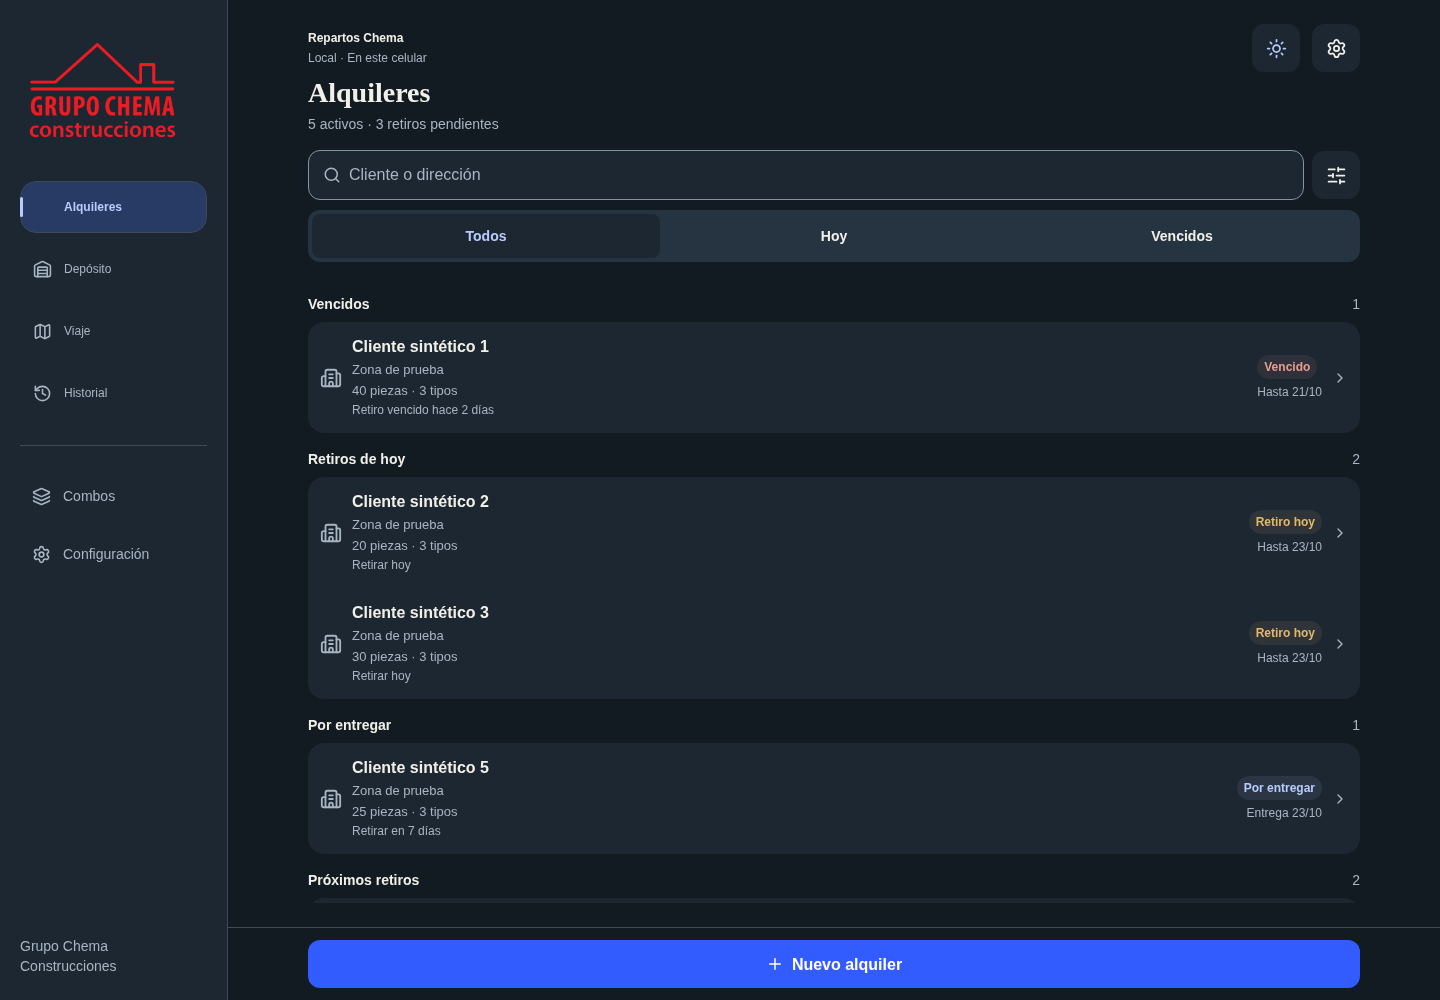 GRUPO CHEMA
construcciones
Alquileres
Depósito
Viaje
Historial
Combos
Configuración
Grupo Chema
Construcciones
Repartos Chema
Local · En este celular
Alquileres
5 activos · 3 retiros pendientes
Cliente o dirección
Todos
Hoy
Vencidos
Vencidos 1
Cliente sintético 1
Zona de prueba
40 piezas · 3 tipos
Retiro vencido hace 2 días
Vencido
Hasta 21/10
Retiros de hoy 2
Cliente sintético 2
Zona de prueba
20 piezas · 3 tipos
Retirar hoy
Retiro hoy
Hasta 23/10
Cliente sintético 3
Zona de prueba
30 piezas · 3 tipos
Retirar hoy
Retiro hoy
Hasta 23/10
Por entregar 1
Cliente sintético 5
Zona de prueba
25 piezas · 3 tipos
Retirar en 7 días
Por entregar
Entrega 23/10
Próximos retiros 2
Nuevo alquiler